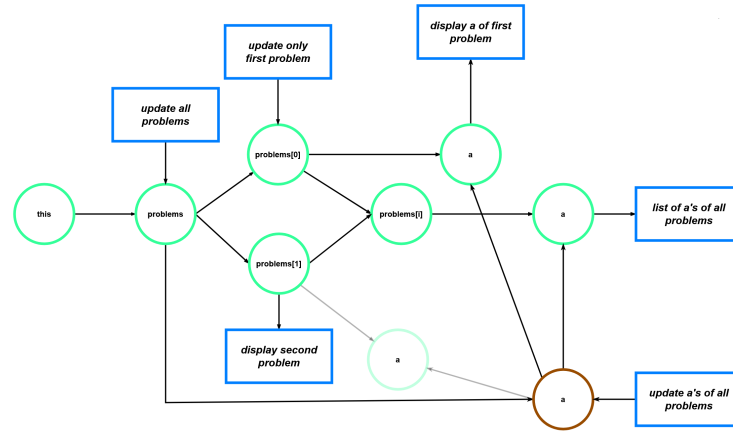 display a of first
problem
update only
first problem
update all
problems
problems[0]
a
this
problems
problems[i]
a
list of a's of all
problems
problems[1]
display second
problem
a
a
update a's of all
problems